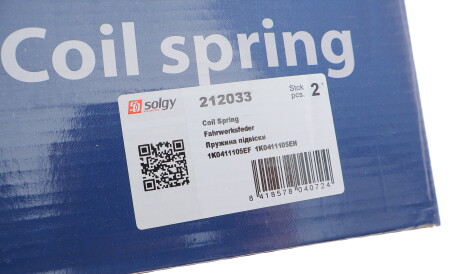 Coil spring
solgy
212033
Stck
pcs. 2
Coil Spring
Fahrwerksfeder
Пружина підвіски
1K0411105EF 1K0411105EH
8 418578 040724